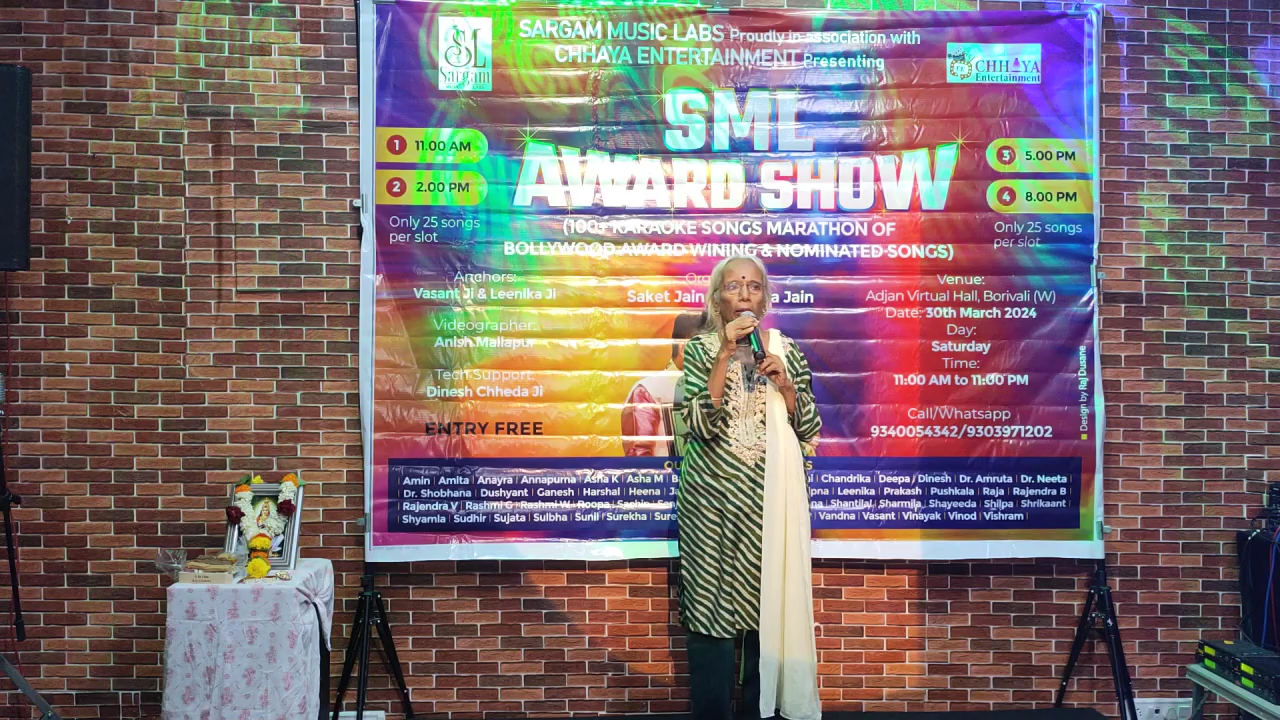 SARGAM MUSIC LABS Proudly in association with
CHHAYA ENTERTAINMENT Presenting
SL
Sargam
CHHAYA
Entertainment
SML
AWARD SHOW
(100+ KARAOKE SONGS MARATHON OF
BOLLYWOOD AWARD WINING & NOMINATED SONGS)
1 11.00 AM
2 2.00 PM
Only 25 songs
per slot
3 5.00 PM
4 8.00 PM
Only 25 songs
per slot
Anchors:
Vasant Ji & Leenika Ji
Videographer:
Anish Mallapur
Tech Support:
Dinesh Chheda Ji
ENTRY FREE
Saket Jain Jain
Venue:
Adjan Virtual Hall, Borivali (W)
Date: 30th March 2024
Day:
Saturday
Time:
11:00 AM to 11:00 PM
Call/Whatsapp
9340054342/9303971202
Design by Raj Dusane
Amin | Amita | Anayra | Annapurna | Asha K | Asha M | Chandrika | Deepa | Dinesh | Dr. Amruta | Dr. Neeta
Dr. Shobhana | Dushyant | Ganesh | Harshal | Heena | Leenika | Prakash | Pushkala | Raja | Rajendra B
Rajendra V | Rashmi G | Rashmi W | Roopa | Sachin | Shantilal | Sharmila | Shayeeda | Shilpa | Shrikaant
Shyamla | Sudhir | Sujata | Sulbha | Sunil | Surekha | Vandna | Vasant | Vinayak | Vinod | Vishram